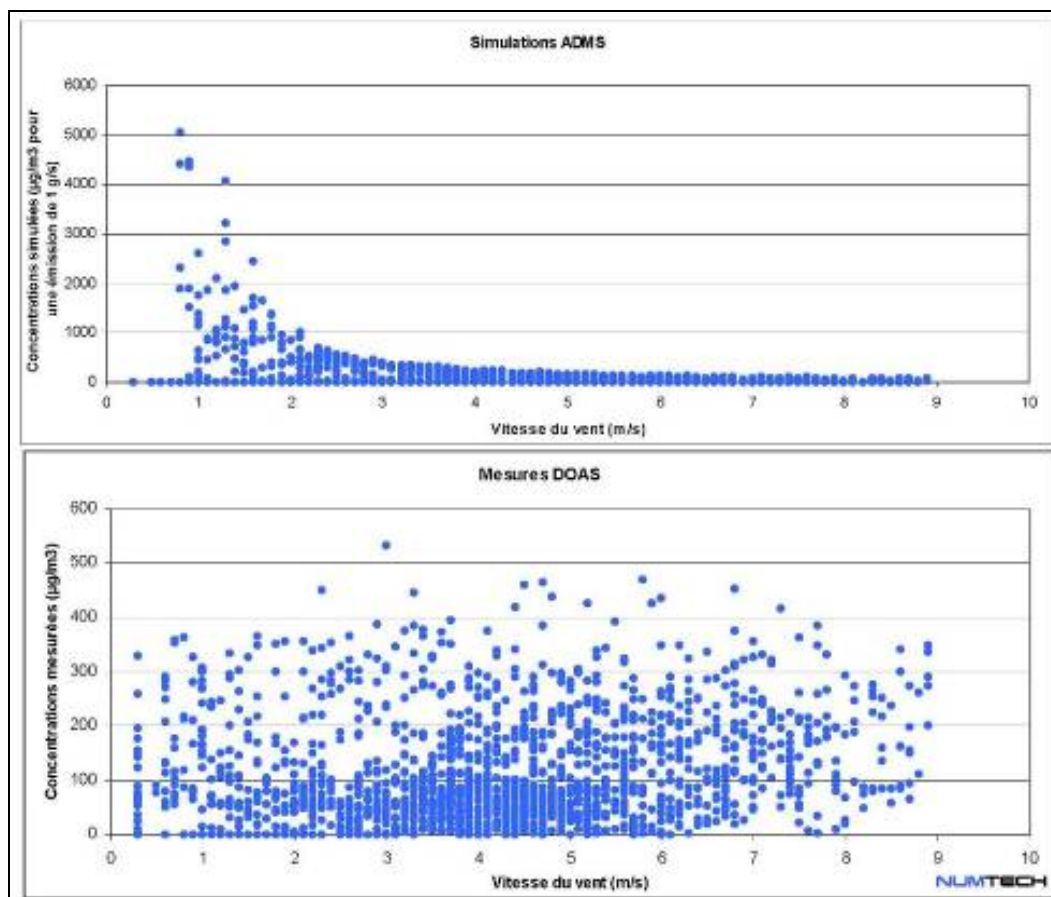 Simulations ADMS
Concentrations simulées (µg/m3 pour
une émission de 1 g/s)
6000
5000
4000
3000
2000
1000
0
0 1 2 3 4 5 6 7 8 9 10
Vitesse du vent (m/s)
Mesures DOAS
Concentrations mesurées (µg/m3)
600
500
400
300
200
100
0
0 1 2 3 4 5 6 7 8 9 10
Vitesse du vent (m/s)
NUMTECH